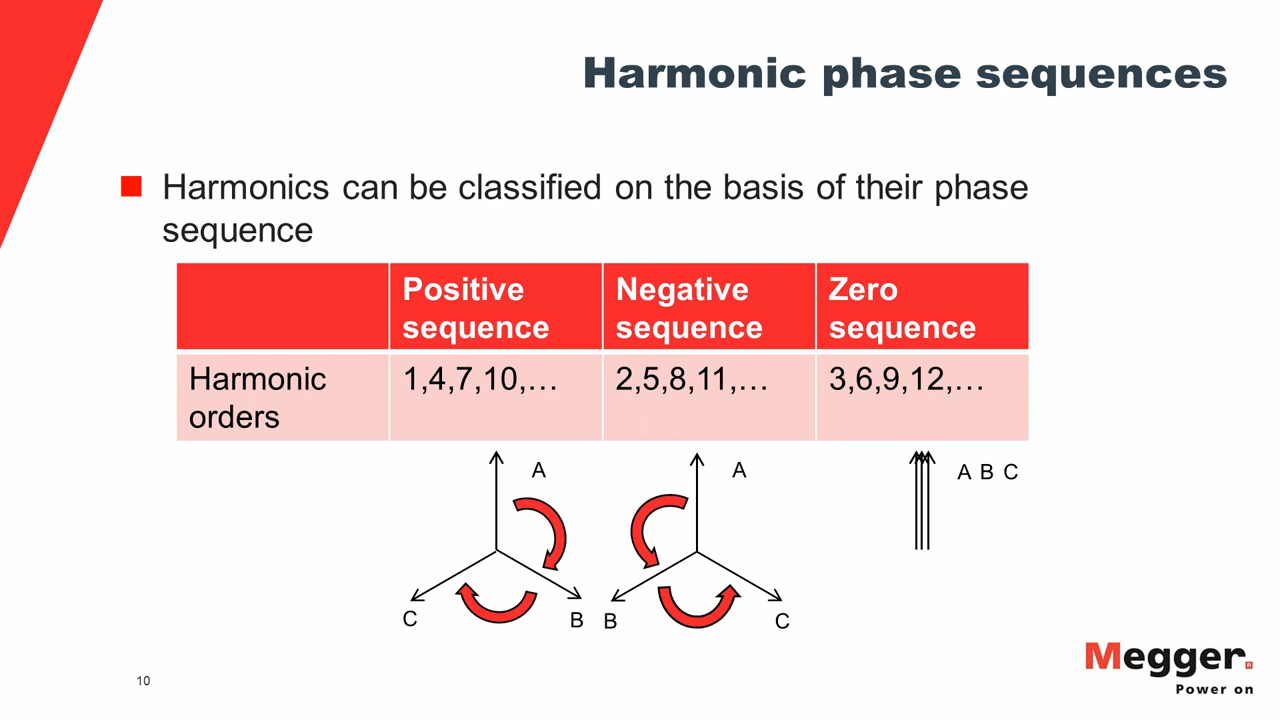 Harmonic phase sequences
Harmonics can be classified on the basis of their phase
sequence
Positive
sequence
Negative
sequence
Zero
sequence
Harmonic
orders
1,4,7,10,…
2,5,8,11,…
3,6,9,12,…
A
A
A B C
C
B
B
C
Megger
Power on
10